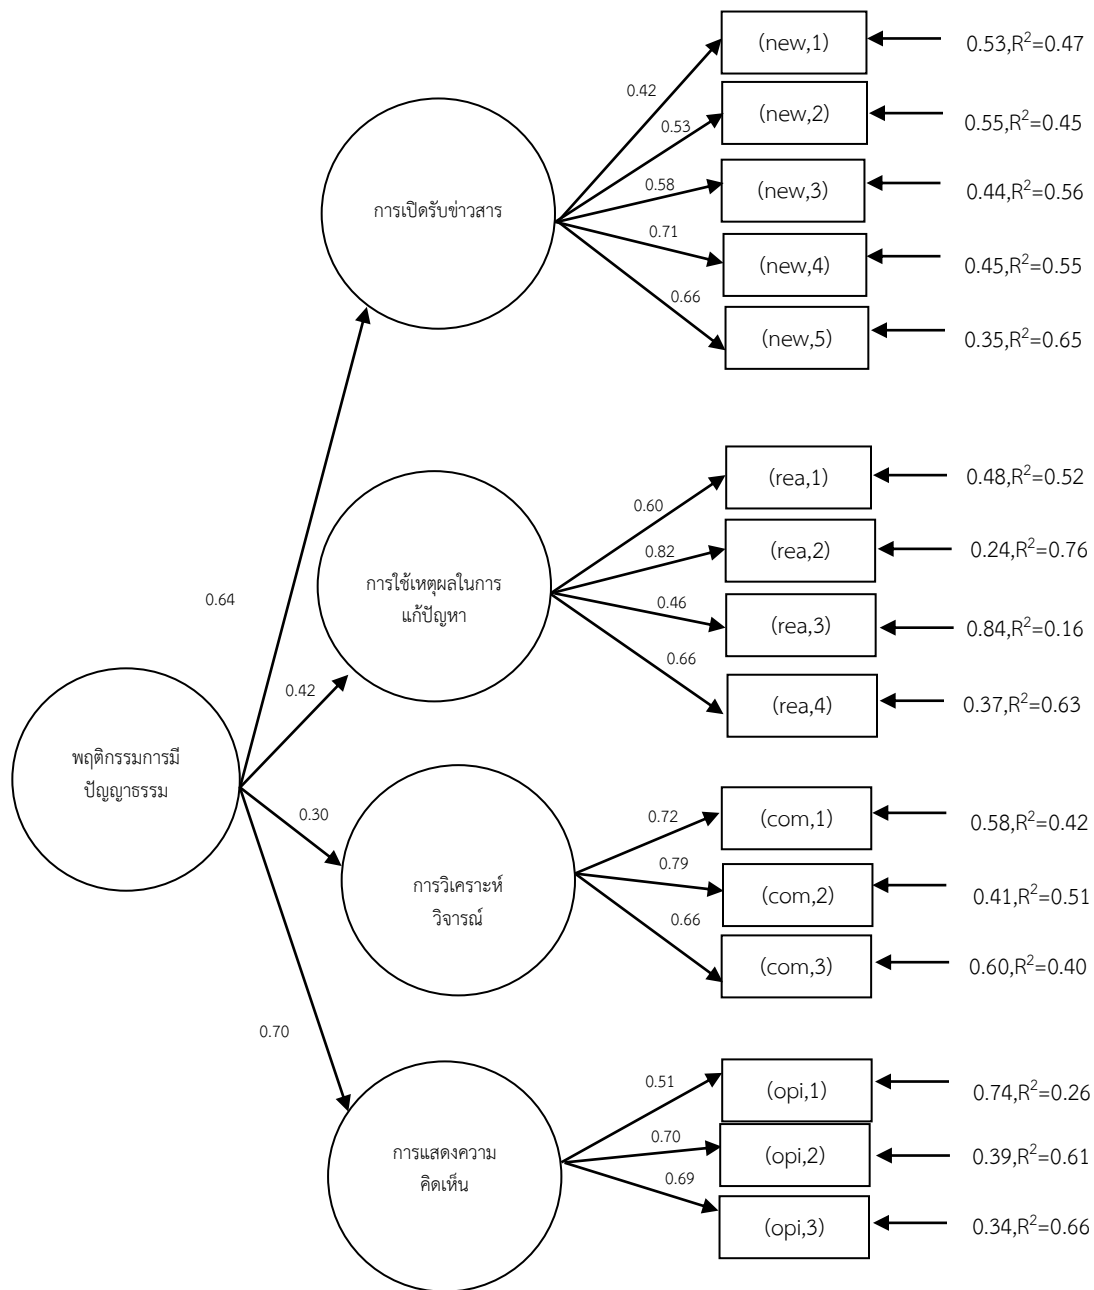 (new,1)
0.53,R²=0.47
0.42
(new,2)
0.55,R²=0.45
0.53
(new,3)
0.44,R²=0.56
0.58
การเปิดรับข่าวสาร
0.71
(new,4)
0.45,R²=0.55
0.66
(new,5)
0.35,R²=0.65
(rea,1)
0.48,R²=0.52
0.60
(rea,2)
0.24,R²=0.76
0.82
การใช้เหตุผลในการ
แก้ปัญหา
0.46
(rea,3)
0.84,R²=0.16
0.64
0.66
(rea,4)
0.37,R²=0.63
0.42
พฤติกรรมการมี
ปัญญาธรรม
0.30
0.72
(com,1)
0.58,R²=0.42
0.79
(com,2)
0.41,R²=0.51
การวิเคราะห์
วิจารณ์
0.66
(com,3)
0.60,R²=0.40
0.70
0.51
(opi,1)
0.74,R²=0.26
0.70
(opi,2)
0.39,R²=0.61
การแสดงความ
คิดเห็น
0.69
(opi,3)
0.34,R²=0.66